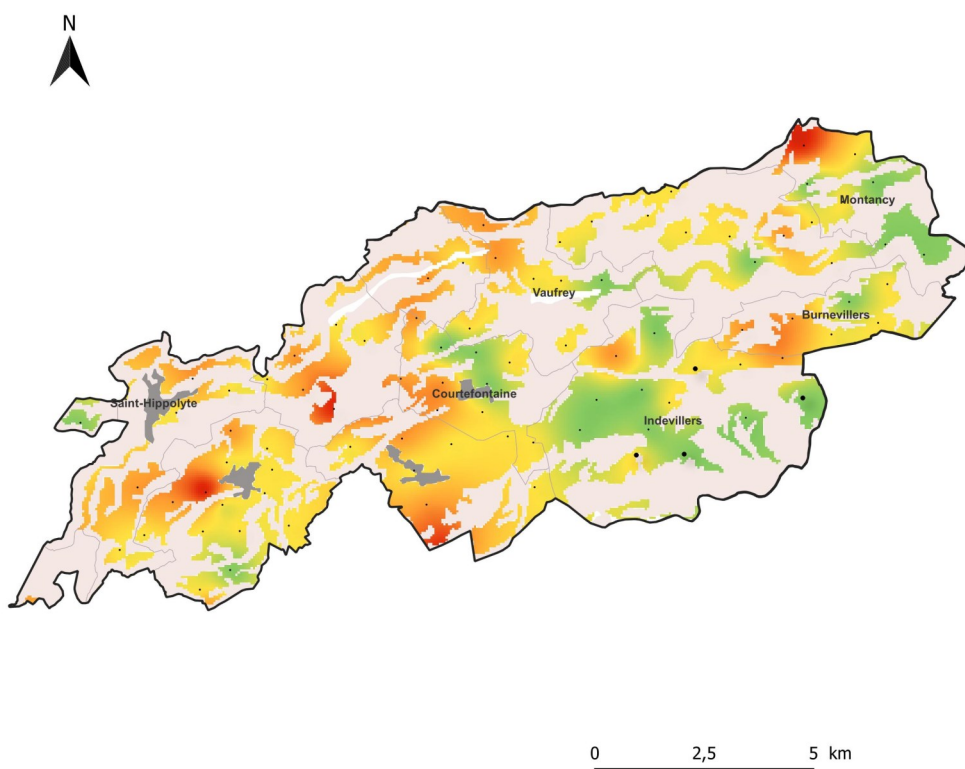 N
Montancy
Vaufrey
Burnevillers
Saint-Hippolyte
Courtefontaine
Indevillers
0 2,5 5 km